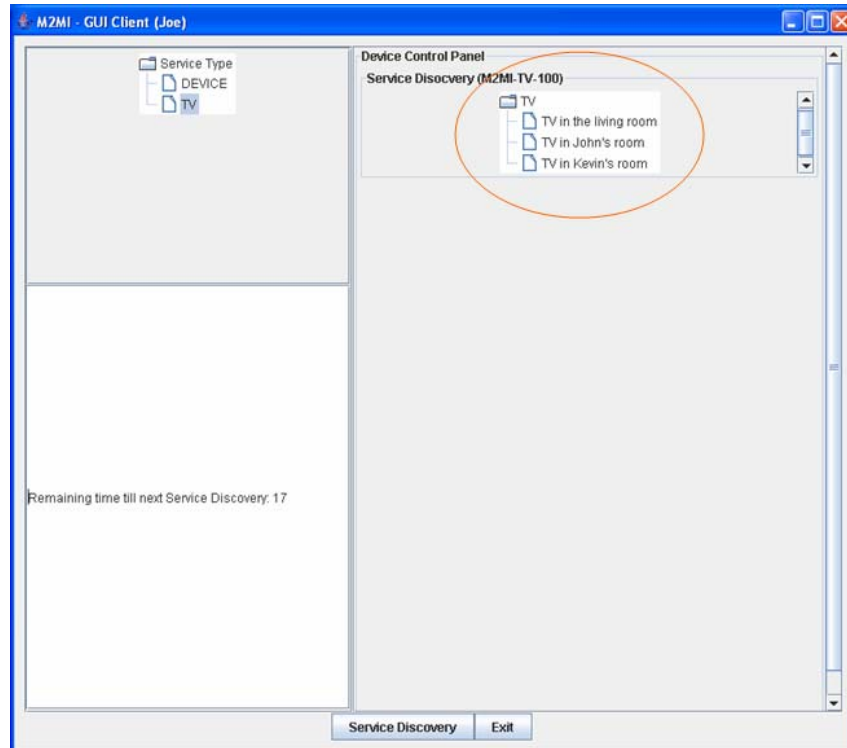 M2MI - GUI Client (Joe)
Service Type
DEVICE
TV
Remaining time till next Service Discovery: 17
Device Control Panel
Service Disocvery (M2MI-TV-100)
TV
TV in the living room
TV in John's room
TV in Kevin's room
Service Discovery
Exit